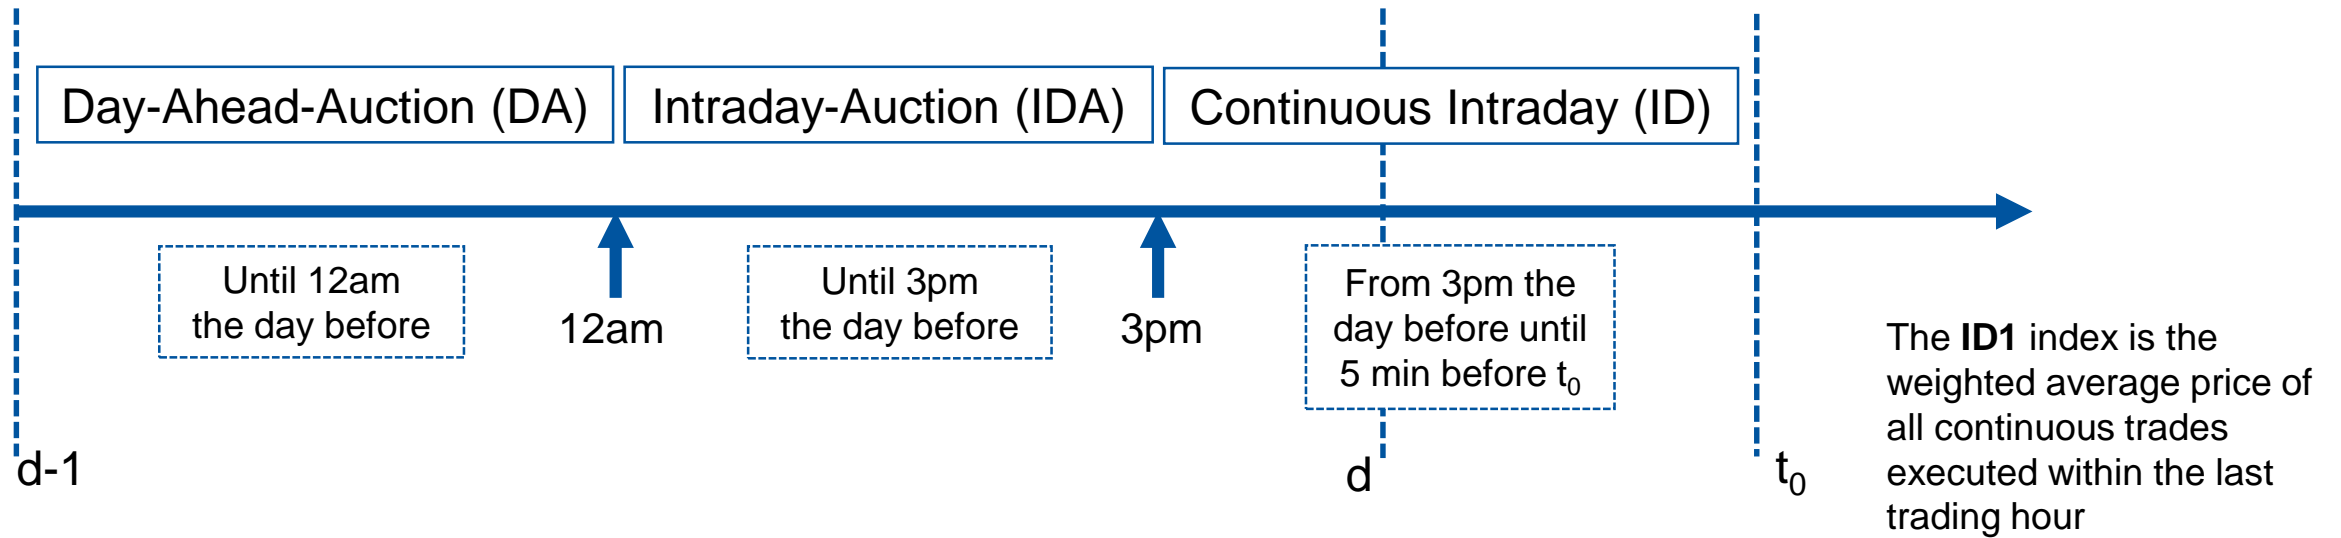 Day-Ahead-Auction (DA)
Intraday-Auction (IDA)
Continuous Intraday (ID)
Until 12am
the day before
12am
Until 3pm
the day before
3pm
From 3pm the
day before until
5 min before t₀
d-1
d
t₀
The ID1 index is the
weighted average price of
all continuous trades
executed within the last
trading hour